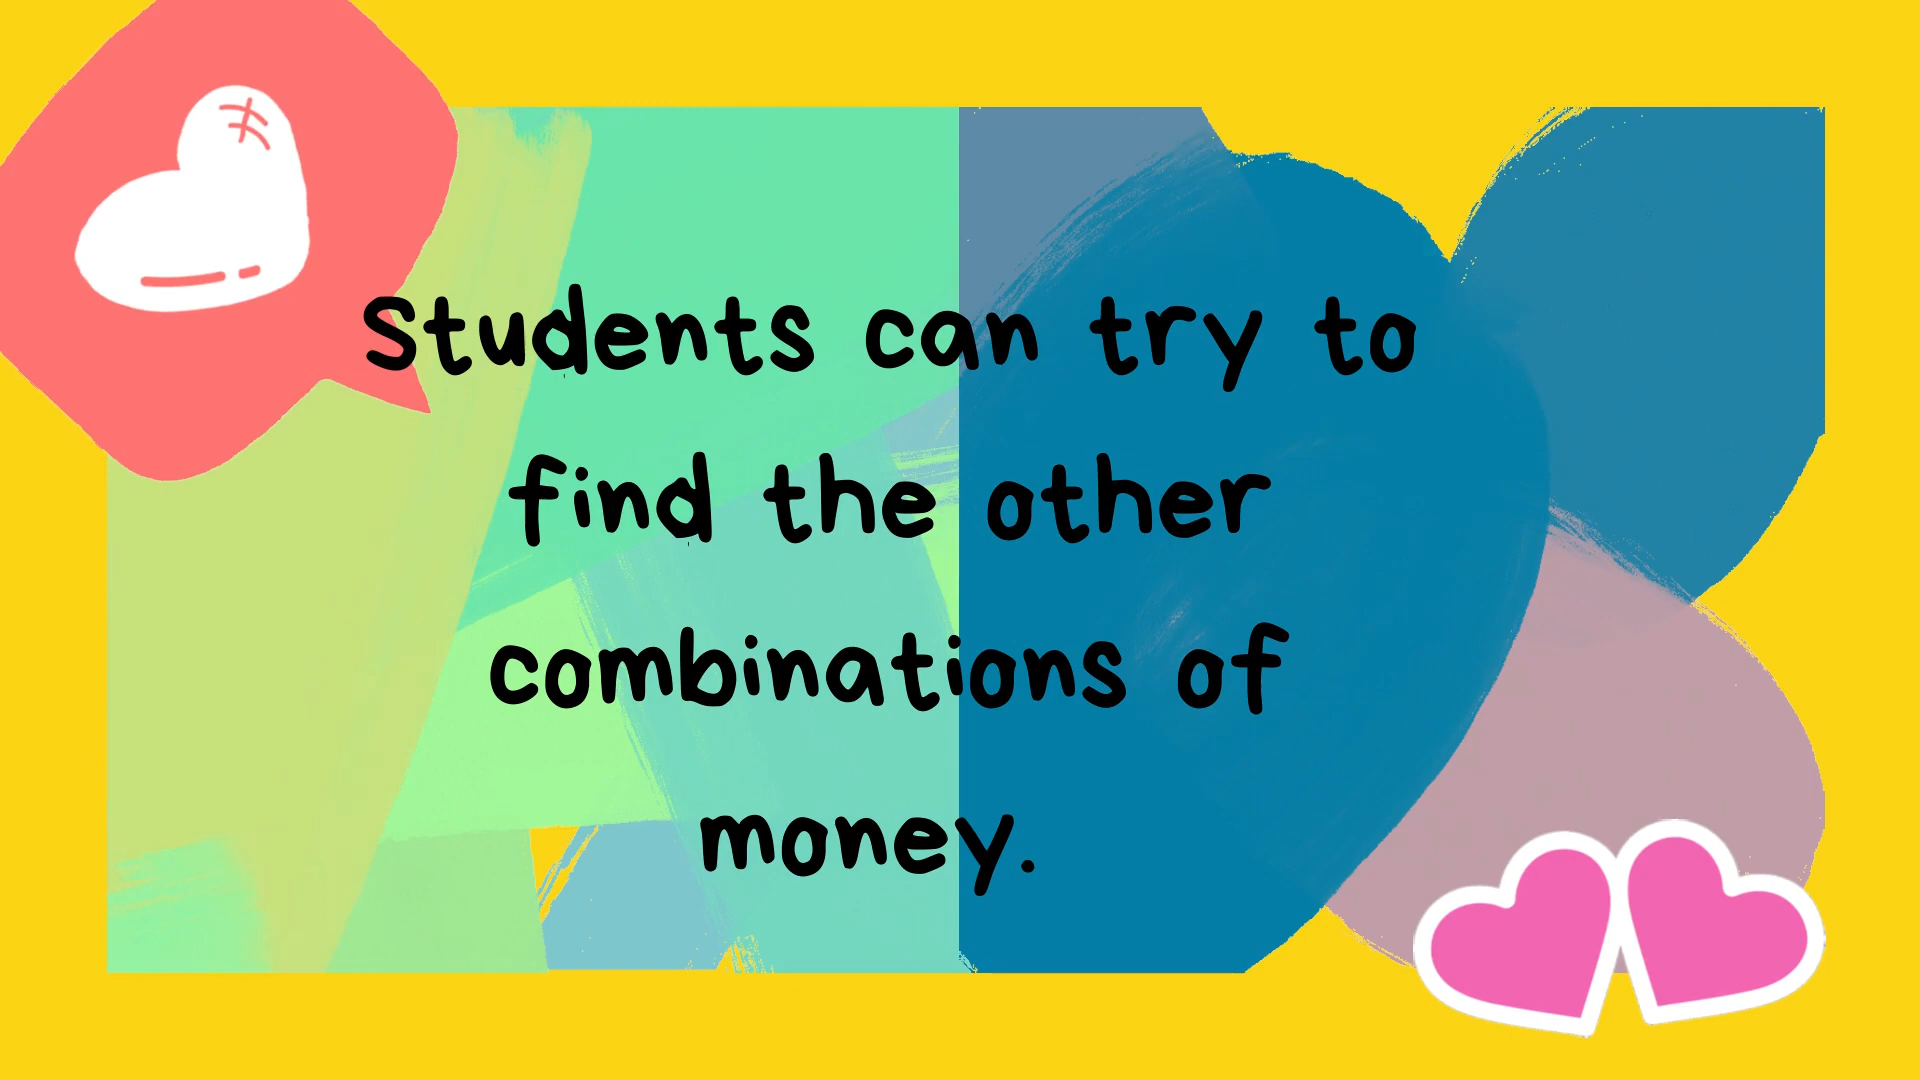 Students can try to
find the other
combinations of
money.